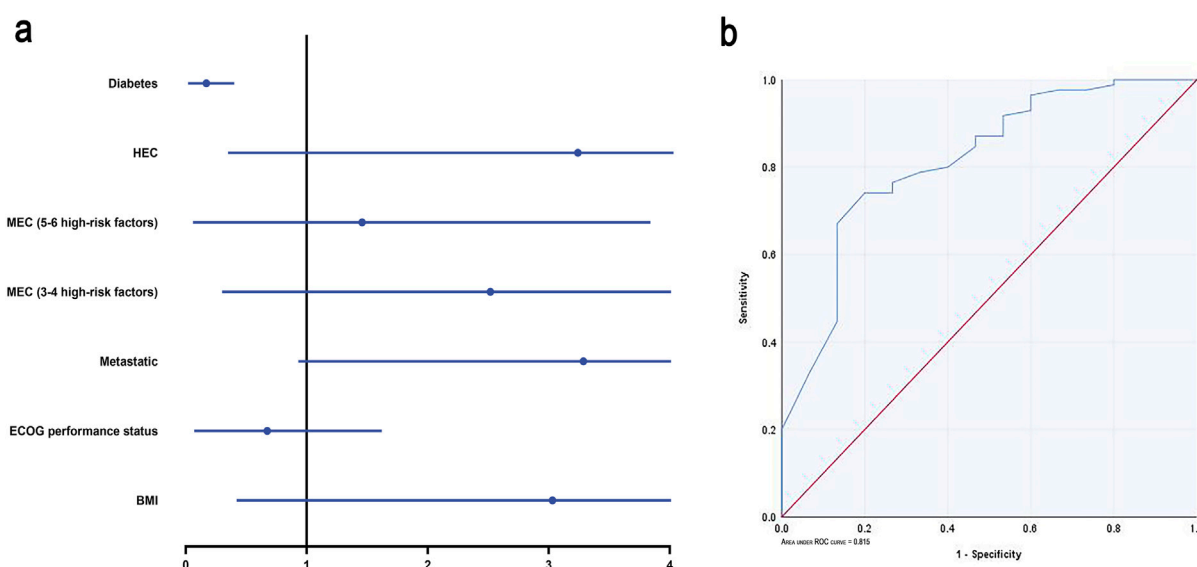 a
Diabetes
HEC
MEC (5-6 high-risk factors)
MEC (3-4 high-risk factors)
Metastatic
ECOG performance status
BMI
0 1 2 3 4
b
1.0
0.8
0.6
0.4
0.2
0.0
Sensitivity
0.0 0.2 0.4 0.6 0.8 1.
AREA UNDER ROC CURVE = 0.815
1 - Specificity